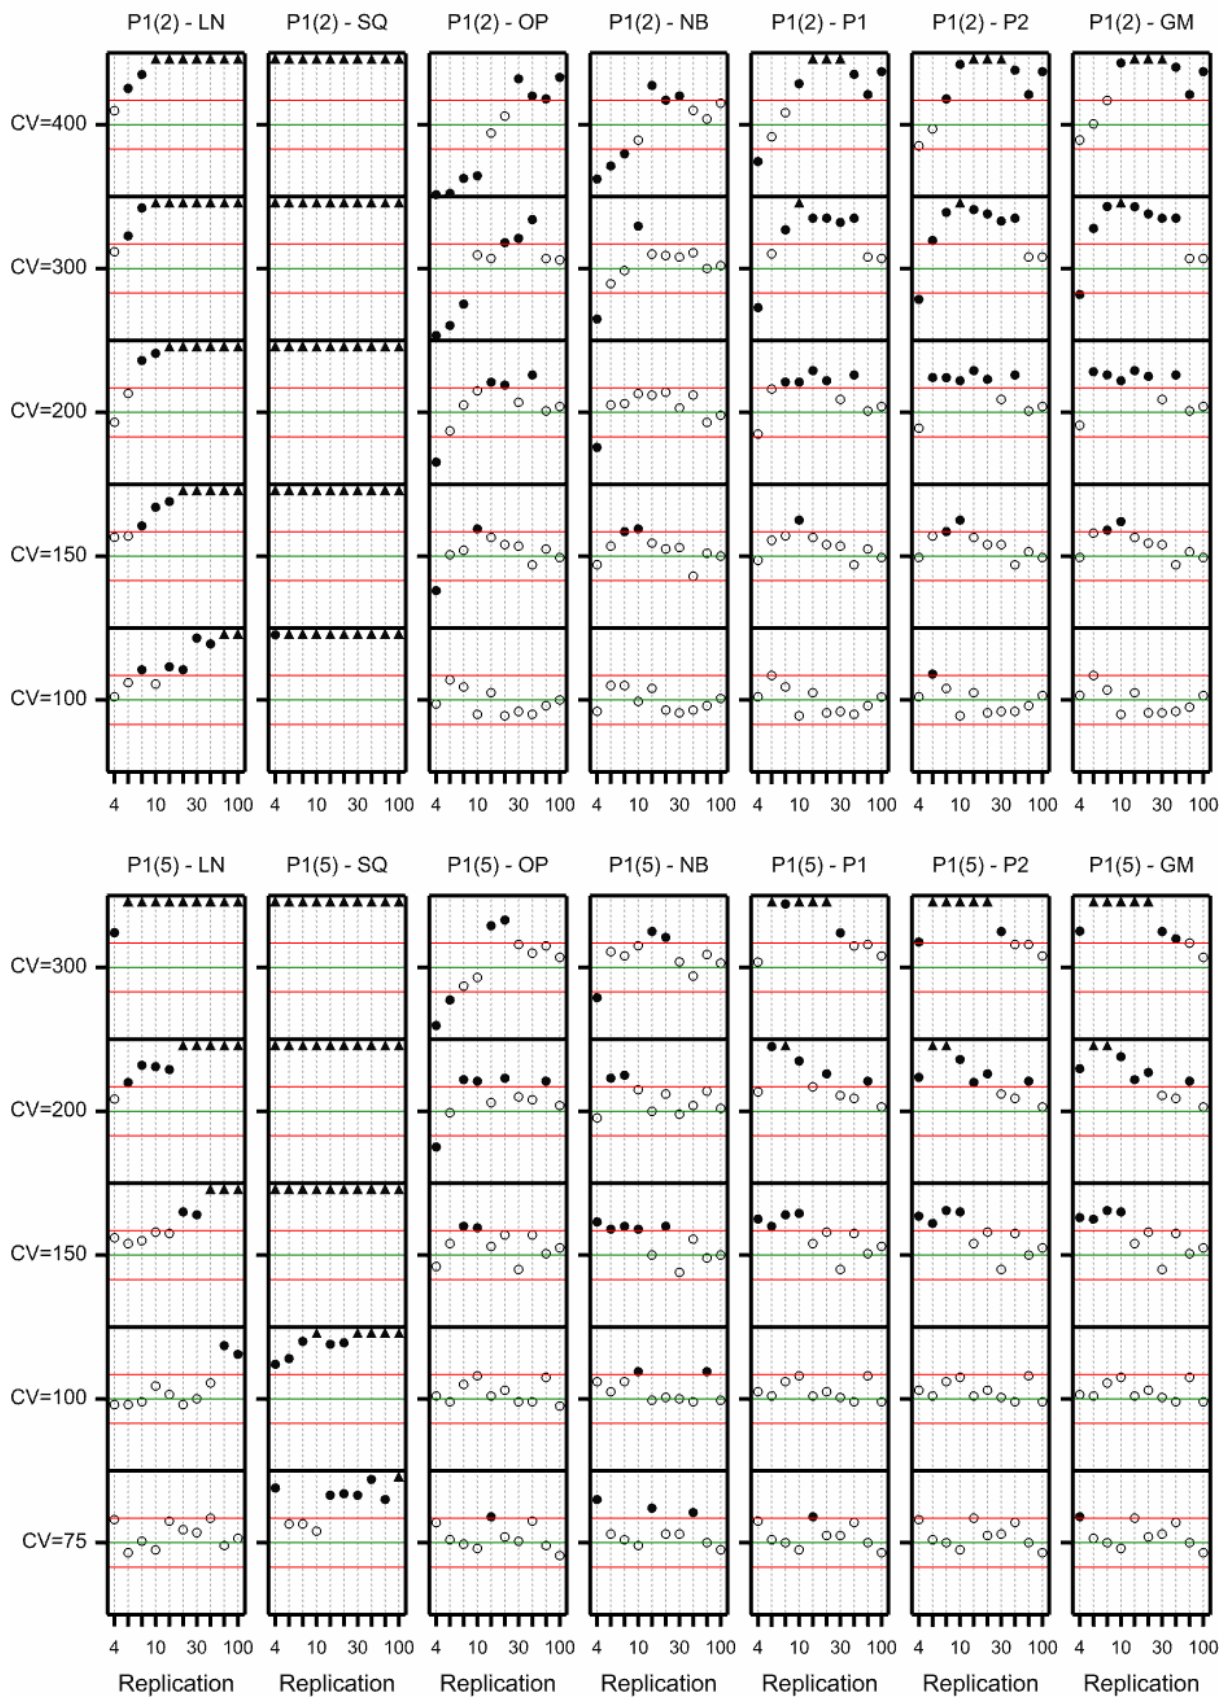 P1(2) - LN P1(2) - SQ P1(2) - OP P1(2) - NB P1(2) - P1 P1(2) - P2 P1(2) - GM
CV=400
CV=300
CV=200
CV=150
CV=100
4 10 30 100 4 10 30 100 4 10 30 100 4 10 30 100 4 10 30 100 4 10 30 100 4 10 30 100
P1(5) - LN P1(5) - SQ P1(5) - OP P1(5) - NB P1(5) - P1 P1(5) - P2 P1(5) - GM
CV=300
CV=200
CV=150
CV=100
CV=75
4 10 30 100 4 10 30 100 4 10 30 100 4 10 30 100 4 10 30 100 4 10 30 100 4 10 30 100
Replication Replication Replication Replication Replication Replication Replication